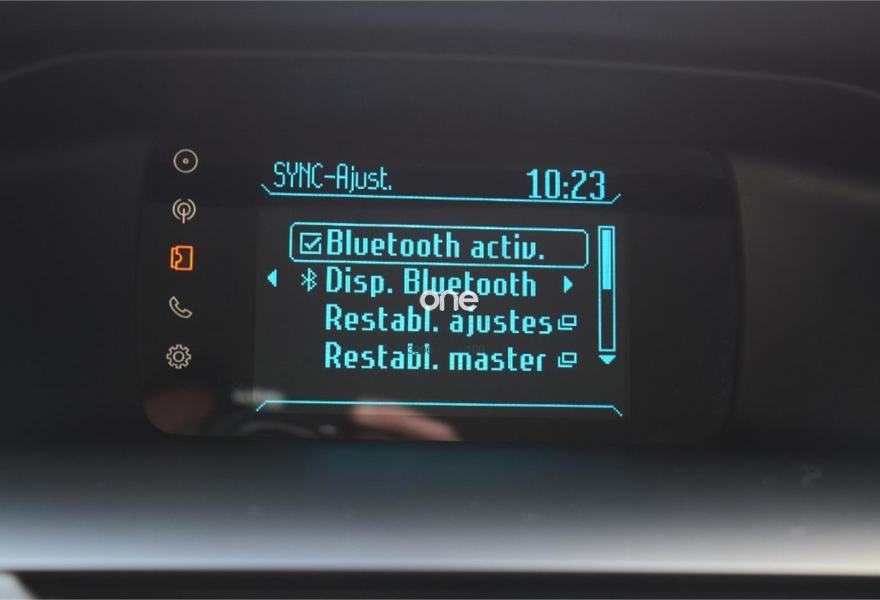 SYNC-Ajust.
10:23
Bluetooth activ.
Disp. Bluetooth
one
Restabl. ajustes
Restabl. master